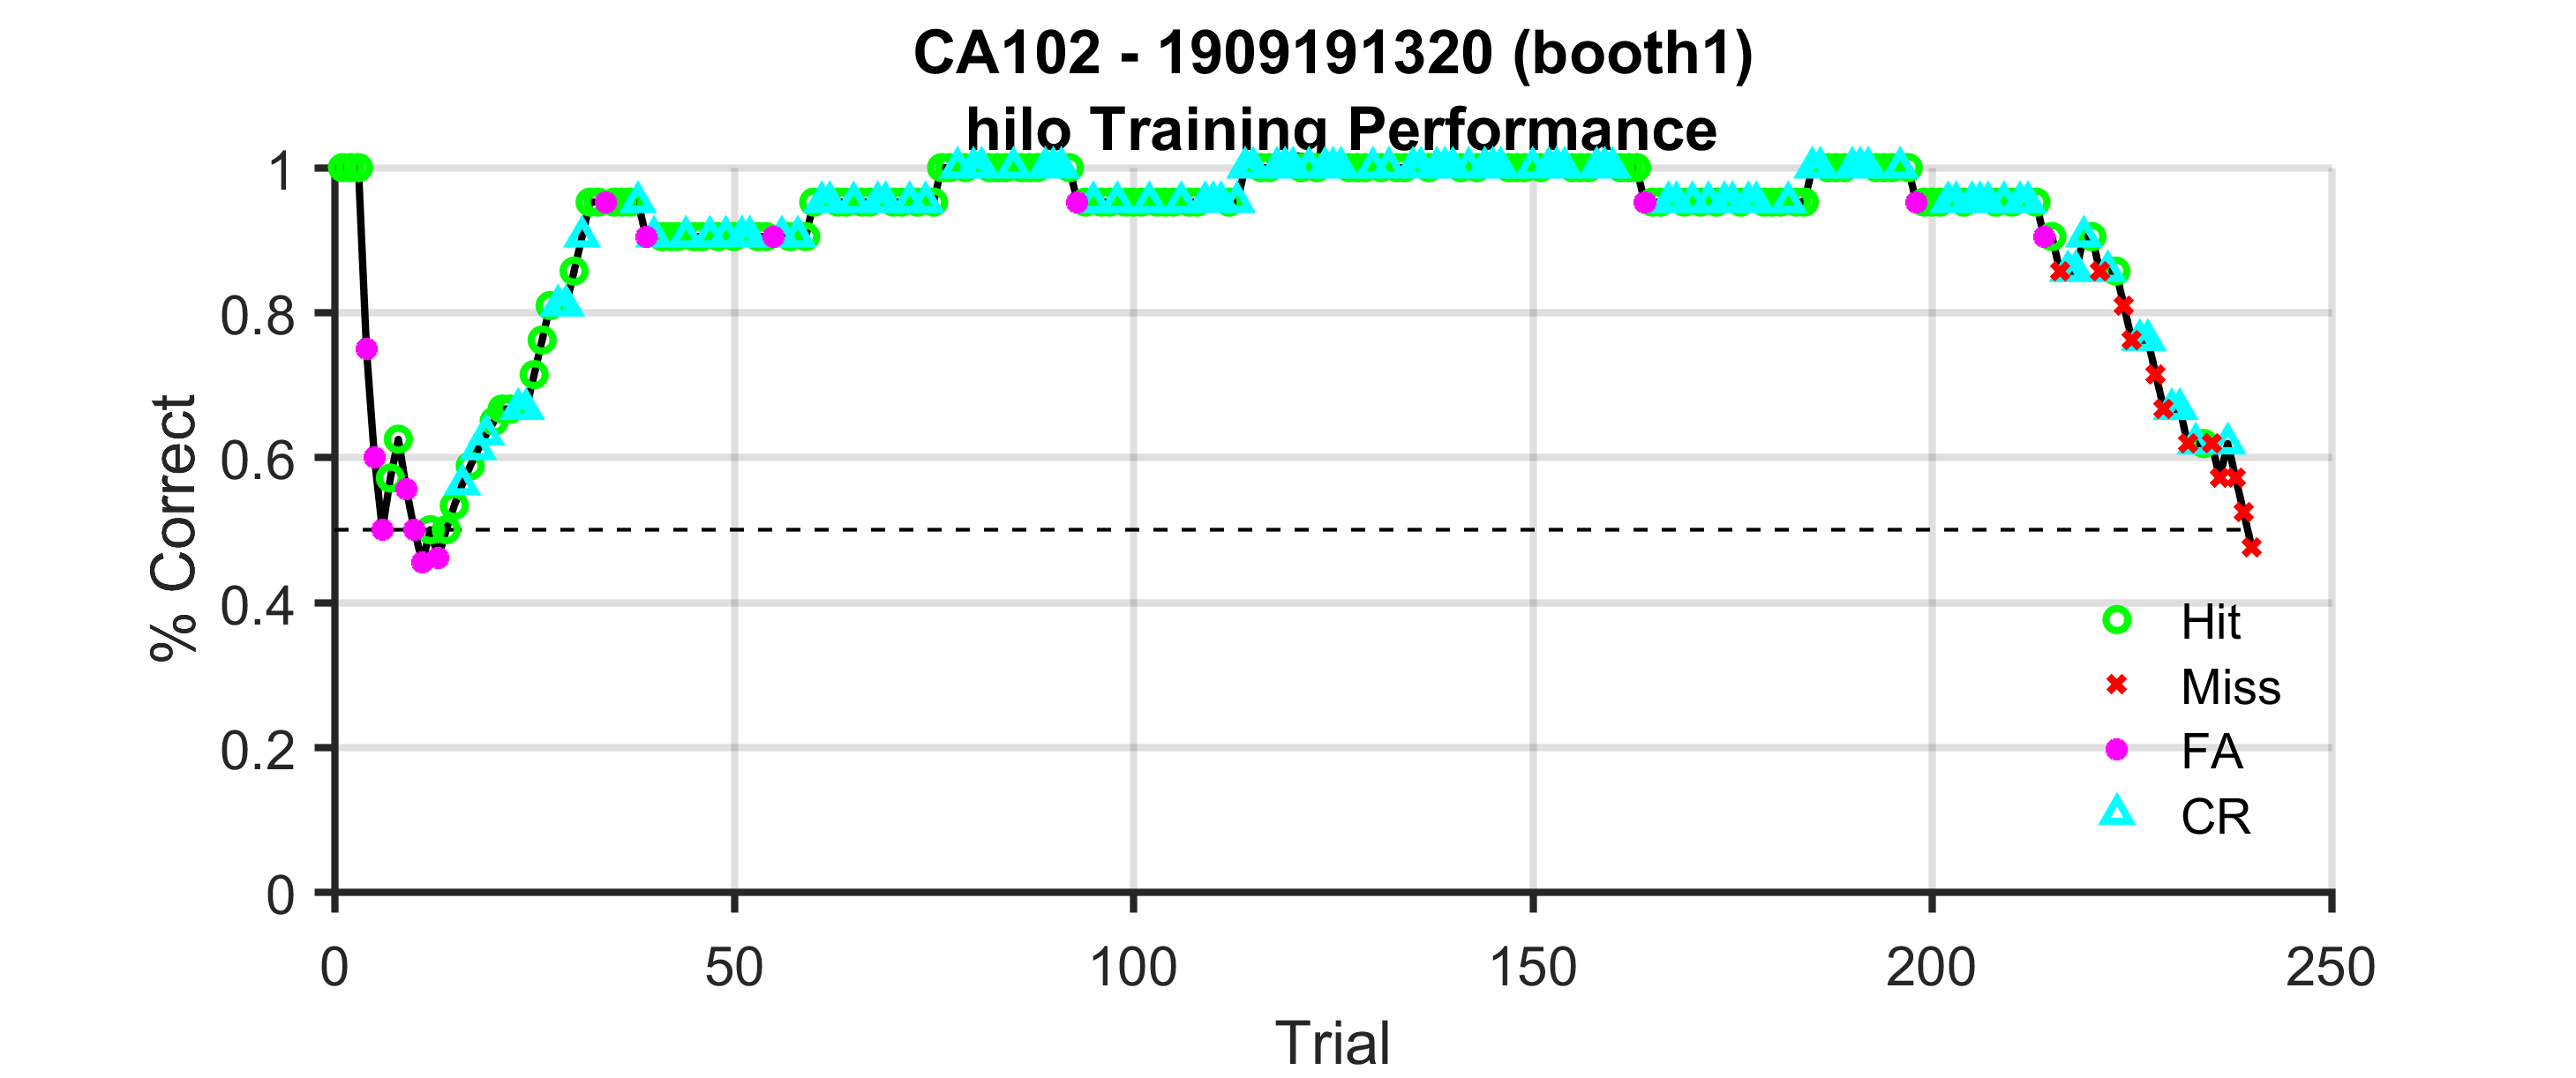 CA102 - 1909191320 (booth1)
hilo Training Performance
% Correct
1
0.8
0.6
0.4
0.2
0
0 50 100 150 200 250
Trial
Hit
Miss
FA
CR